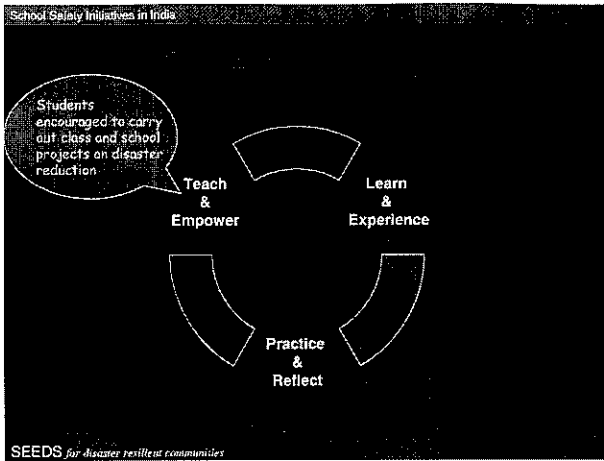 School Safety Initiatives in India
Students
encouraged to carry
out class and school
projects on disaster
reduction
Teach
&
Empower
Learn
&
Experience
Practice
&
Reflect
SEEDS for disaster resilient communities